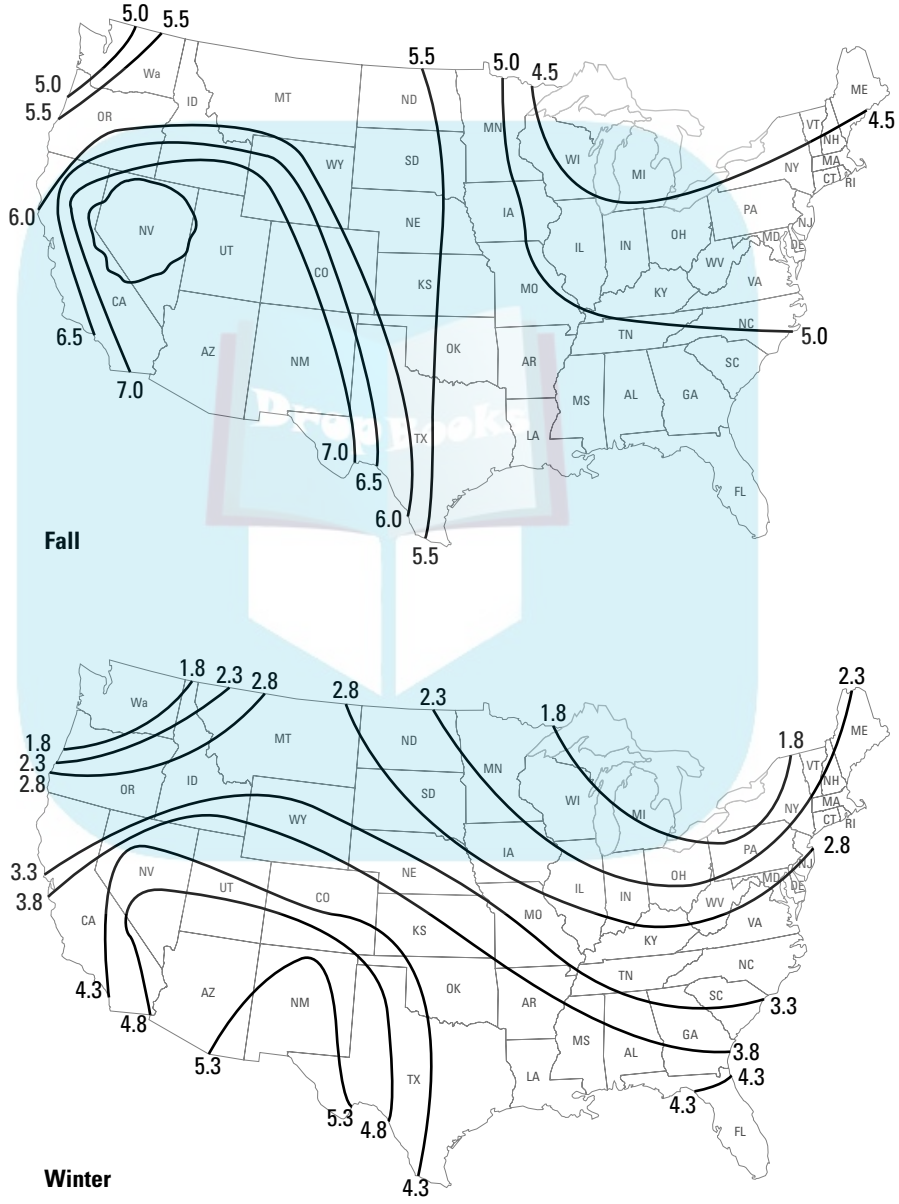 5.0 5.5
5.5 5.0 4.5
Wa
MT ND
5.0
5.5
OR ID
MN
ME
VT
4.5
NH
WI MI
NY MA
CT RI
WY SD
6.0
NV
NE IA
PA
NJ
MD DE
OH
IL IN
WV
UT CO KS MO KY VA
CA
6.5
NC
TN
5.0
AZ NM OK AR
SC
7.0
MS AL GA
Drop Books
TX LA
7.0
6.5
FL
6.0
Fall
5.5
1.8 2.3 2.8 2.8 2.3
2.3
Wa
1.8
1.8
ME
1.8
2.3
2.8
MT ND
MN
VT
NH
OR ID
SD
WI MI
NY MA
CT RI
WY
IA
PA
2.8
NJ
3.3
3.8
NV UT CO NE
IL IN OH
MD DE
WV
CA
KS MO KY VA
NC
4.3
AZ NM OK AR TN SC
3.3
4.8
MS AL GA
3.8
5.3
TX LA
4.3
4.3
5.3
4.8
FL
Winter
4.3